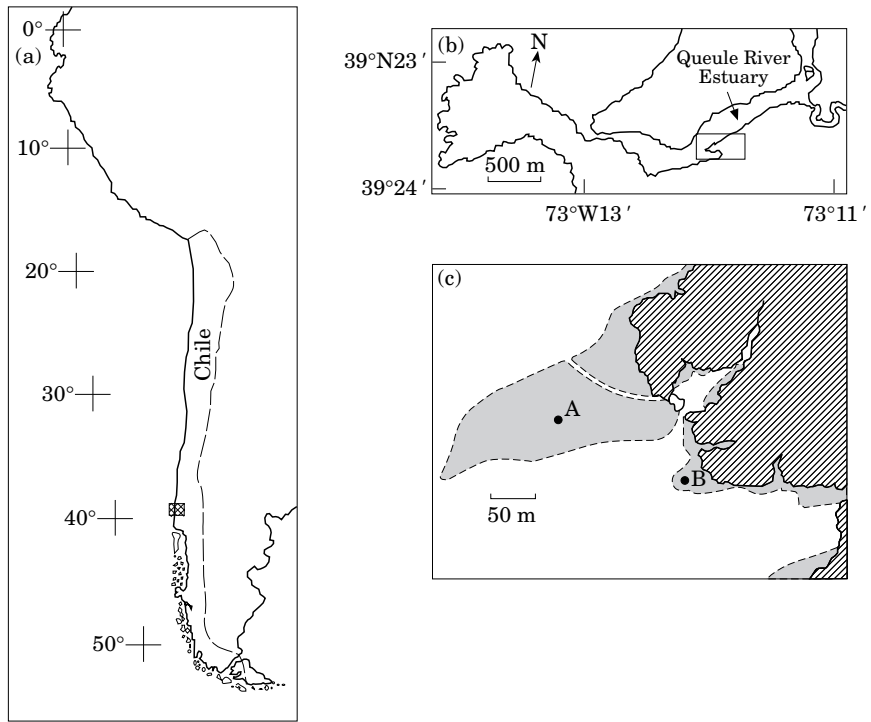 (a)
0°
10°
20°
30°
40°
50°
Chile
(b)
N
Queule River
Estuary
39°N23 ′
39°24 ′
500 m
73°W13 ′
73°11 ′
(c)
A
B
50 m